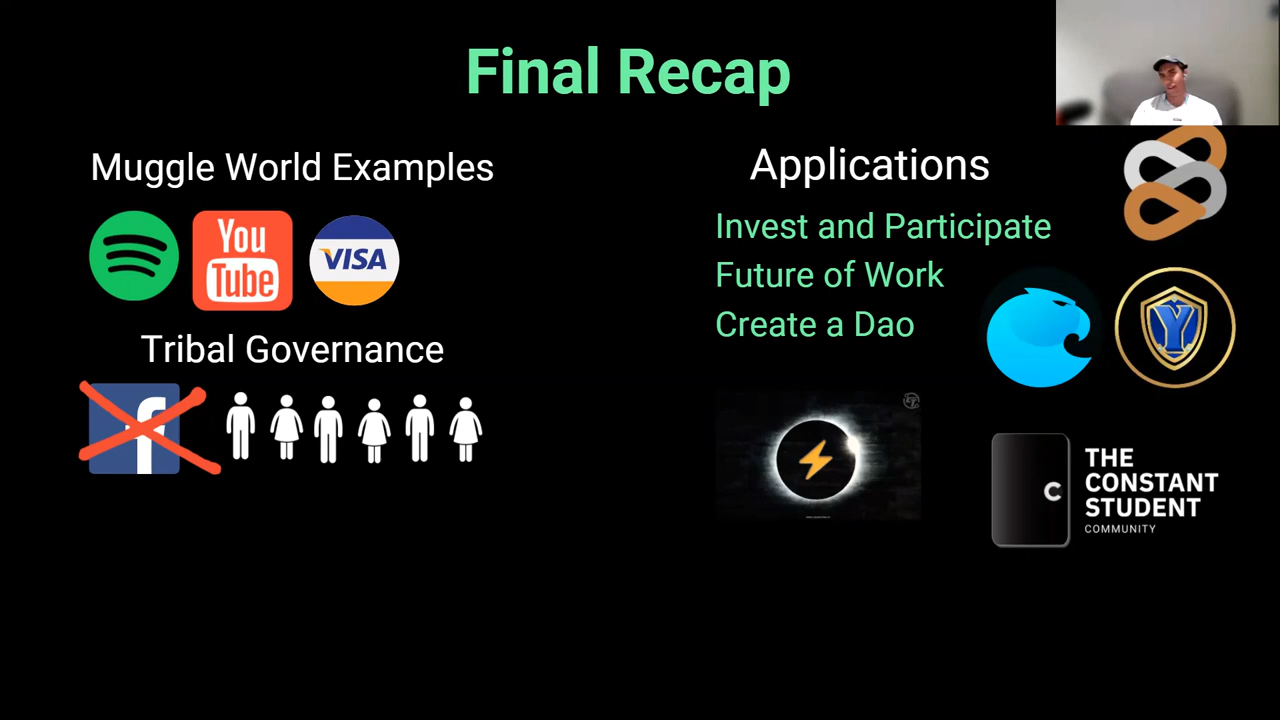 Final Recap
Muggle World Examples
You
Tube
VISA
Tribal Governance
f
Applications
Invest and Participate
Future of Work
Create a Dao
Y
C
THE
CONSTANT
STUDENT
COMMUNITY